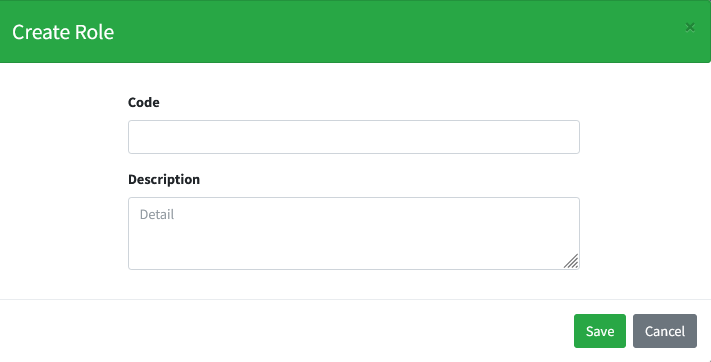 Create Role
×
Code
Description
Detail
Save Cancel